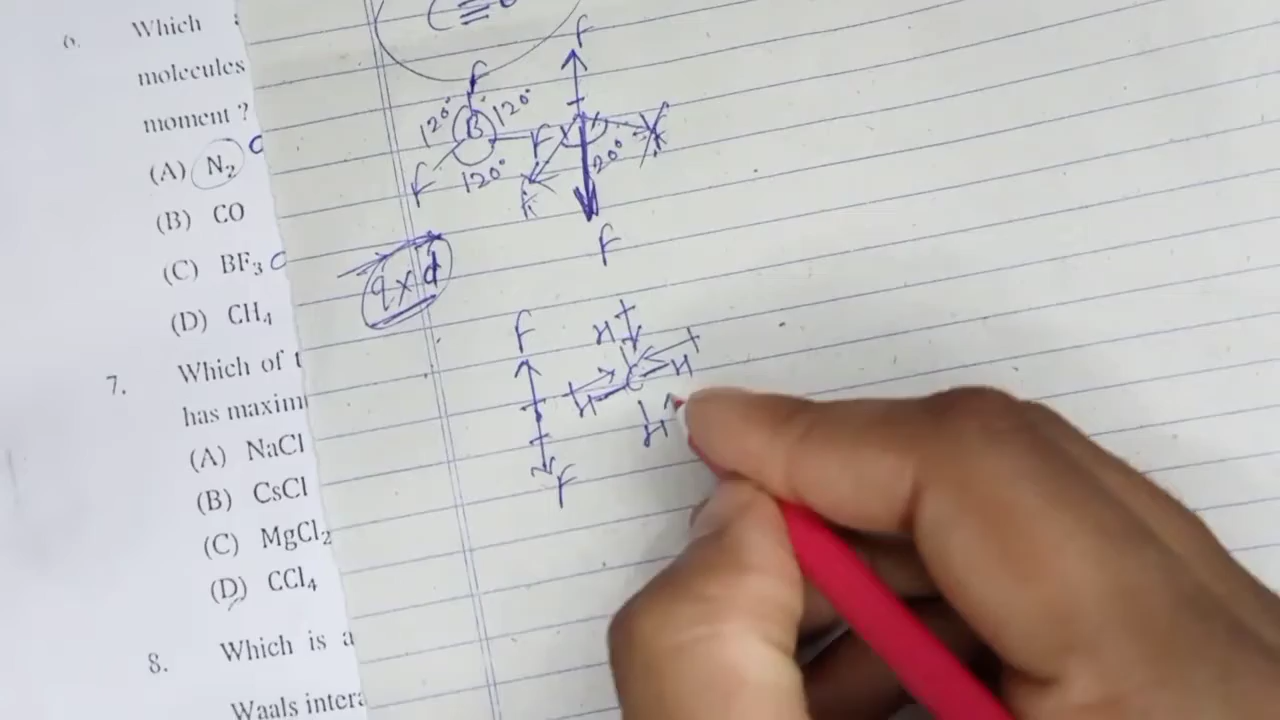 6. Which
molecules
moment ?
(A) N₂
(B) CO
(C) BF₃
(D) CH₄
7. Which of t
has maxim
(A) NaCl
(B) CsCl
(C) MgCl₂
(D) CCl₄
8. Which is a
Waals intera
F
F
120° 120°
B F
F 120°
120°
F
q×d
F
H
H C H
H
F